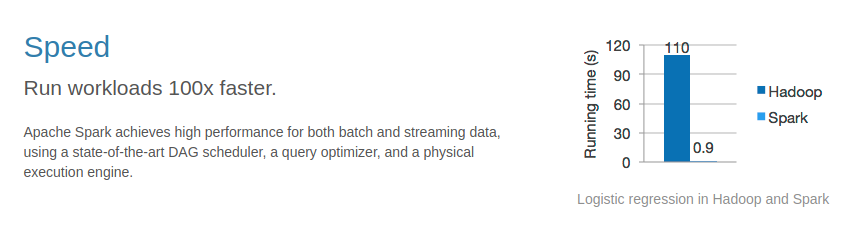 Speed
Run workloads 100x faster.
Apache Spark achieves high performance for both batch and streaming data,
using a state-of-the-art DAG scheduler, a query optimizer, and a physical
execution engine.
Running time (s)
120
90
60
30
0
110
0.9
Hadoop
Spark
Logistic regression in Hadoop and Spark